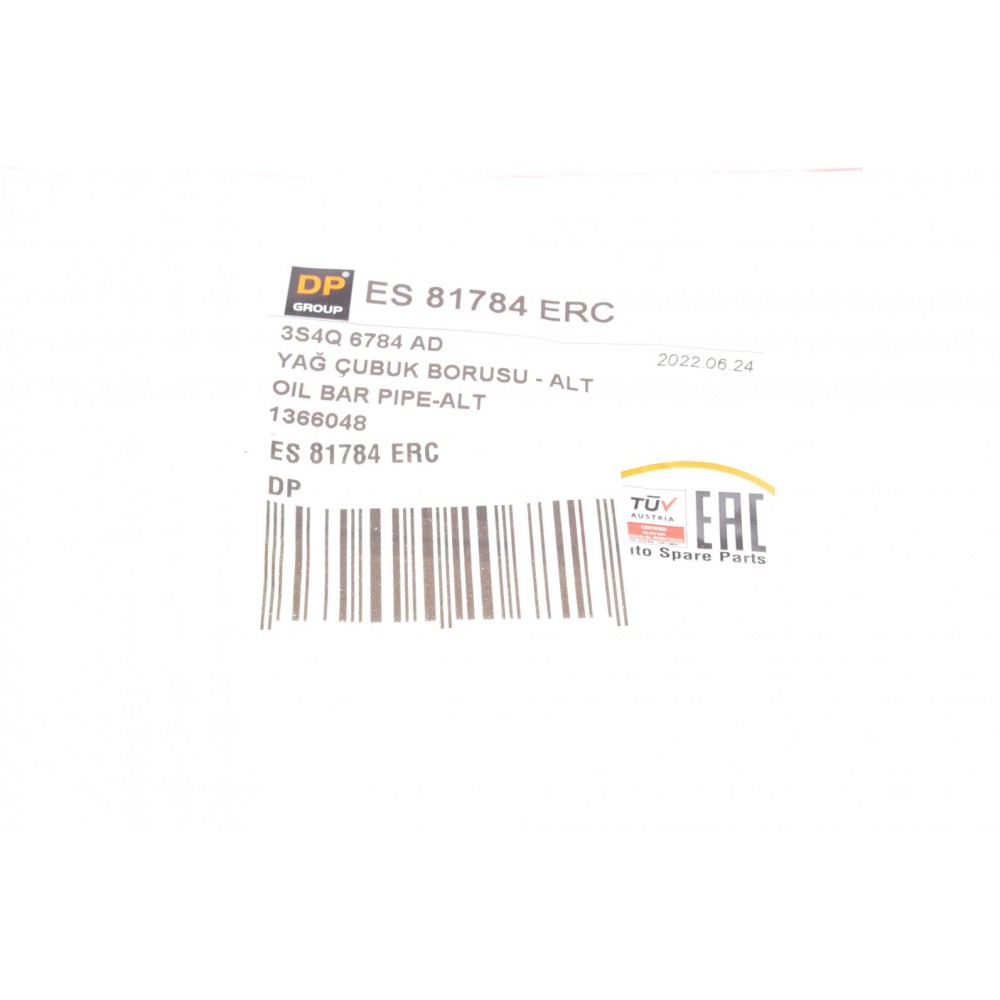 DP®
GROUP
ES 81784 ERC
3S4Q 6784 AD
2022.06.24
YAĞ ÇUBUK BORUSU - ALT
OIL BAR PIPE-ALT
1366048
ES 81784 ERC
DP
TÜV
AUSTRIA
EAC
uto Spare Parts